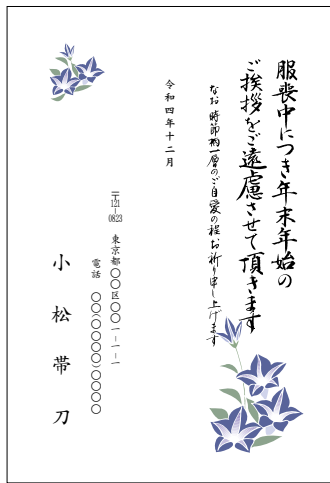 服喪中につき年末年始の
ご挨拶をご遠慮させて頂きます
なお 時節柄一層のご自愛の程お祈り申し上げます
令和四年十二月
〒121-0823
東京都〇〇区〇〇一-一-一
電話 〇〇(〇〇〇〇)〇〇〇〇
小松帯刀